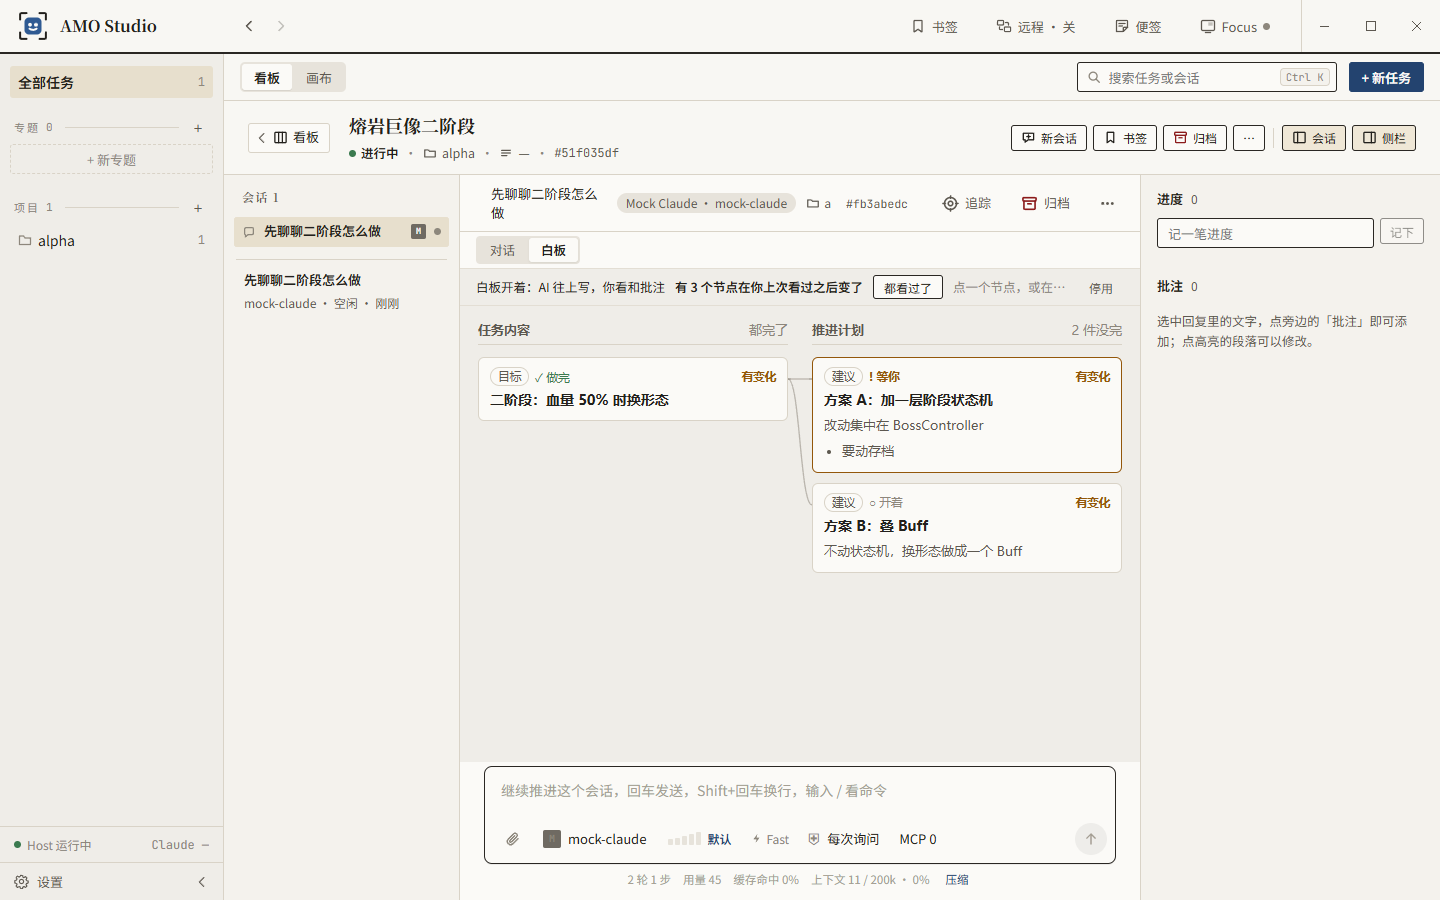 AMO Studio
书签
远程 • 关
便签
Focus
全部任务 1
看板
画布
搜索任务或会话 Ctrl K
+ 新任务
专题 0 +
+ 新专题
项目 1 +
alpha 1
看板
熔岩巨像二阶段
进行中 • alpha • — • #51f035df
新会话
书签
归档
···
会话
侧栏
会话 1
先聊聊二阶段怎么做 M
先聊聊二阶段怎么做
mock-claude • 空闲 • 刚刚
先聊聊二阶段怎么
做
Mock Claude • mock-claude
a
#fb3abedc
追踪
归档
•••
对话
白板
白板开着：AI 往上写，你看和批注 有 3 个节点在你上次看过之后变了 都看过了 点一个节点，或在··· 停用
任务内容 都完了
目标 ✓ 做完 有变化
二阶段：血量 50% 时换形态
推进计划 2 件没完
建议 ! 等你 有变化
方案 A：加一层阶段状态机
改动集中在 BossController
• 要动存档
建议 ○ 开着 有变化
方案 B：叠 Buff
不动状态机，换形态做成一个 Buff
进度 0
记一笔进度 记下
批注 0
选中回复里的文字，点旁边的「批注」即可添
加；点高亮的段落可以修改。
继续推进这个会话，回车发送，Shift+回车换行，输入 / 看命令
M mock-claude 默认 Fast 每次询问 MCP 0
2 轮 1 步 用量 45 缓存命中 0% 上下文 11 / 200k • 0% 压缩
Host 运行中 Claude —
设置